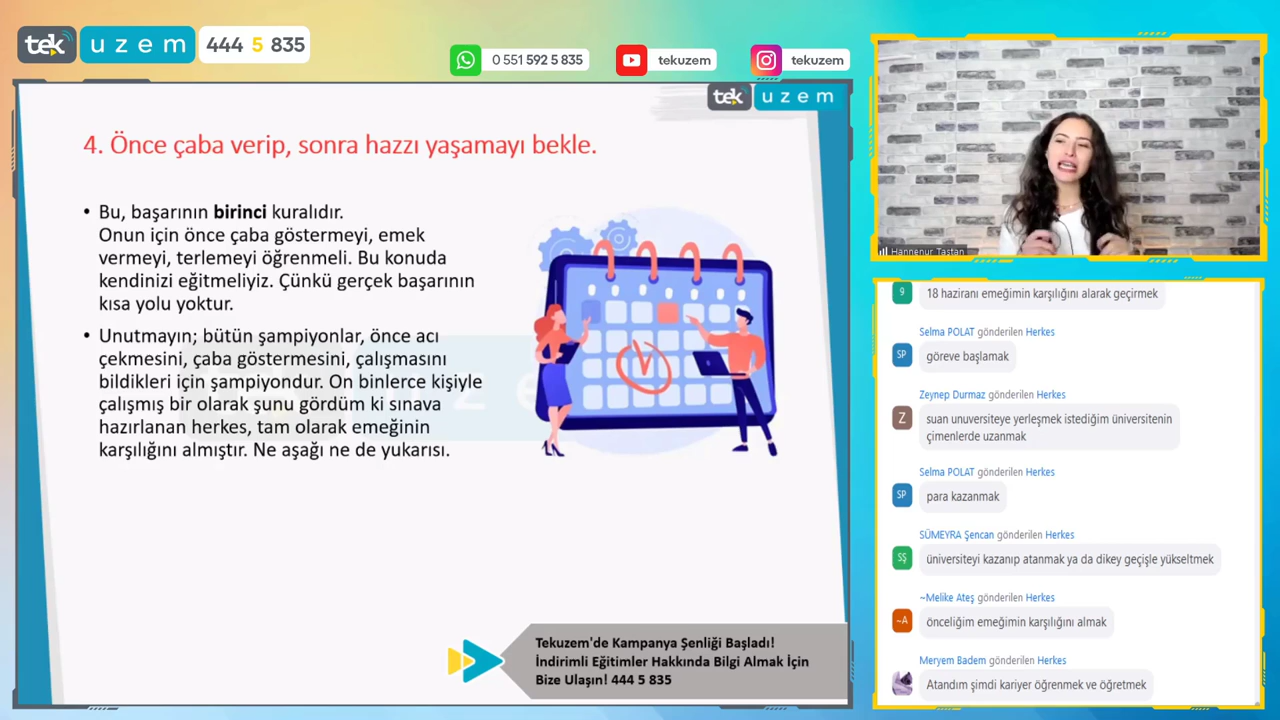 tek uzem 444 5 835
0 551 592 5 835 tekuzem tekuzem
tek uzem
4. Önce çaba verip, sonra hazzı yaşamayı bekle.
• Bu, başarının birinci kuralıdır.
Onun için önce çaba göstermeyi, emek
vermeyi, terlemeyi öğrenmeli. Bu konuda
kendinizi eğitmeliyiz. Çünkü gerçek başarının
kısa yolu yoktur.
• Unutmayın; bütün şampiyonlar, önce acı
çekmesini, çaba göstermesini, çalışmasını
bildikleri için şampiyondur. On binlerce kişiyle
çalışmış bir olarak şunu gördüm ki sınava
hazırlanan herkes, tam olarak emeğinin
karşılığını almıştır. Ne aşağı ne de yukarısı.
Tekuzem'de Kampanya Şenliği Başladı!
İndirimli Eğitimler Hakkında Bilgi Almak İçin
Bize Ulaşın! 444 5 835
Hannenur Taştan
9
18 haziranı emeğimin karşılığını alarak geçirmek
Selma POLAT gönderilen Herkes
SP
göreve başlamak
Zeynep Durmaz gönderilen Herkes
Z
suan unuversiteye yerleşmek istediğim üniversitenin
çimenlerde uzanmak
Selma POLAT gönderilen Herkes
SP
para kazanmak
SÜMEYRA Şencan gönderilen Herkes
SŞ
üniversiteyi kazanıp atanmak ya da dikey geçişle yükseltmek
~Melike Ateş gönderilen Herkes
~A
önceliğim emeğimin karşılığını almak
Meryem Badem gönderilen Herkes
Atandım şimdi kariyer öğrenmek ve öğretmek